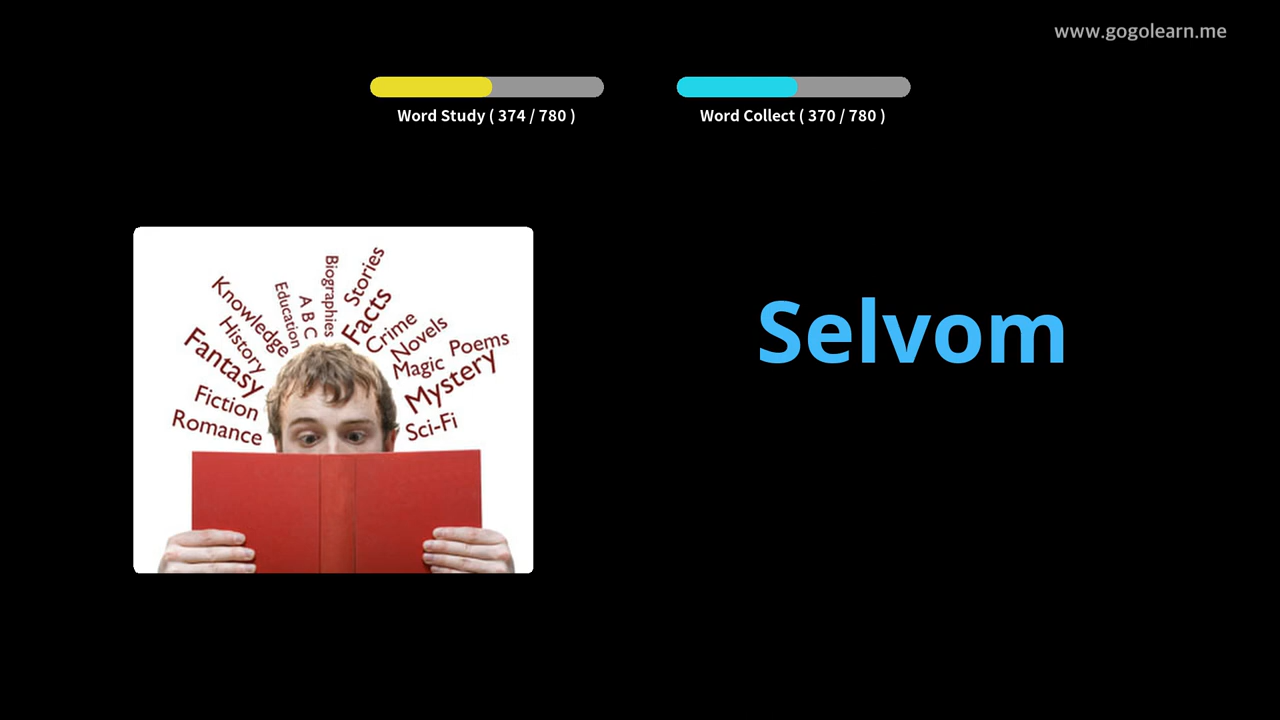 www.gogolearn.me
Word Study ( 374 / 780 )
Word Collect ( 370 / 780 )
Selvom
Biographies
Stories
Education
A B C
Facts
Knowledge
History
Crime
Novels
Poems
Fantasy
Magic
Mystery
Fiction
Romance
Sci-Fi